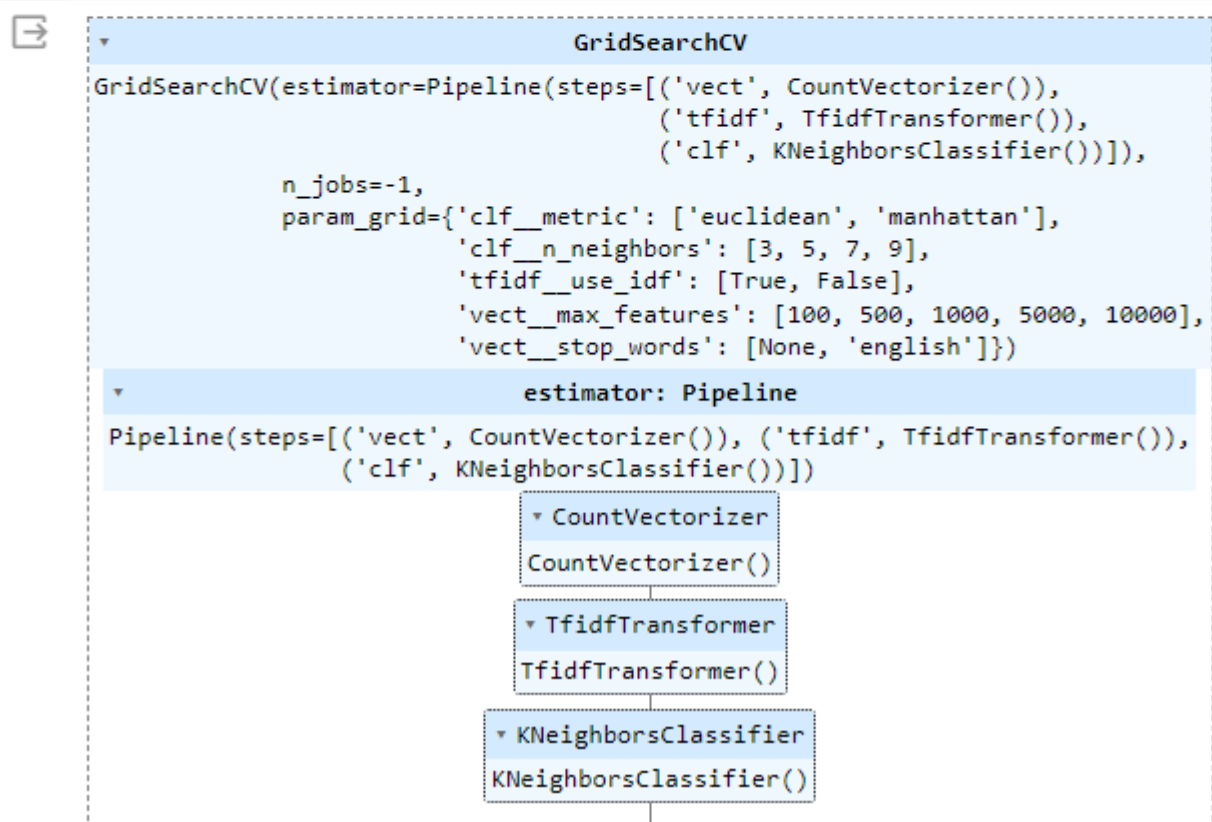 GridSearchCV
GridSearchCV(estimator=Pipeline(steps=[('vect', CountVectorizer()),
('tfidf', TfidfTransformer()),
('clf', KNeighborsClassifier())]),
n_jobs=-1,
param_grid={'clf__metric': ['euclidean', 'manhattan'],
'clf__n_neighbors': [3, 5, 7, 9],
'tfidf__use_idf': [True, False],
'vect__max_features': [100, 500, 1000, 5000, 10000],
'vect__stop_words': [None, 'english']})
estimator: Pipeline
Pipeline(steps=[('vect', CountVectorizer()), ('tfidf', TfidfTransformer()),
('clf', KNeighborsClassifier())])
CountVectorizer
CountVectorizer()
TfidfTransformer
TfidfTransformer()
KNeighborsClassifier
KNeighborsClassifier()